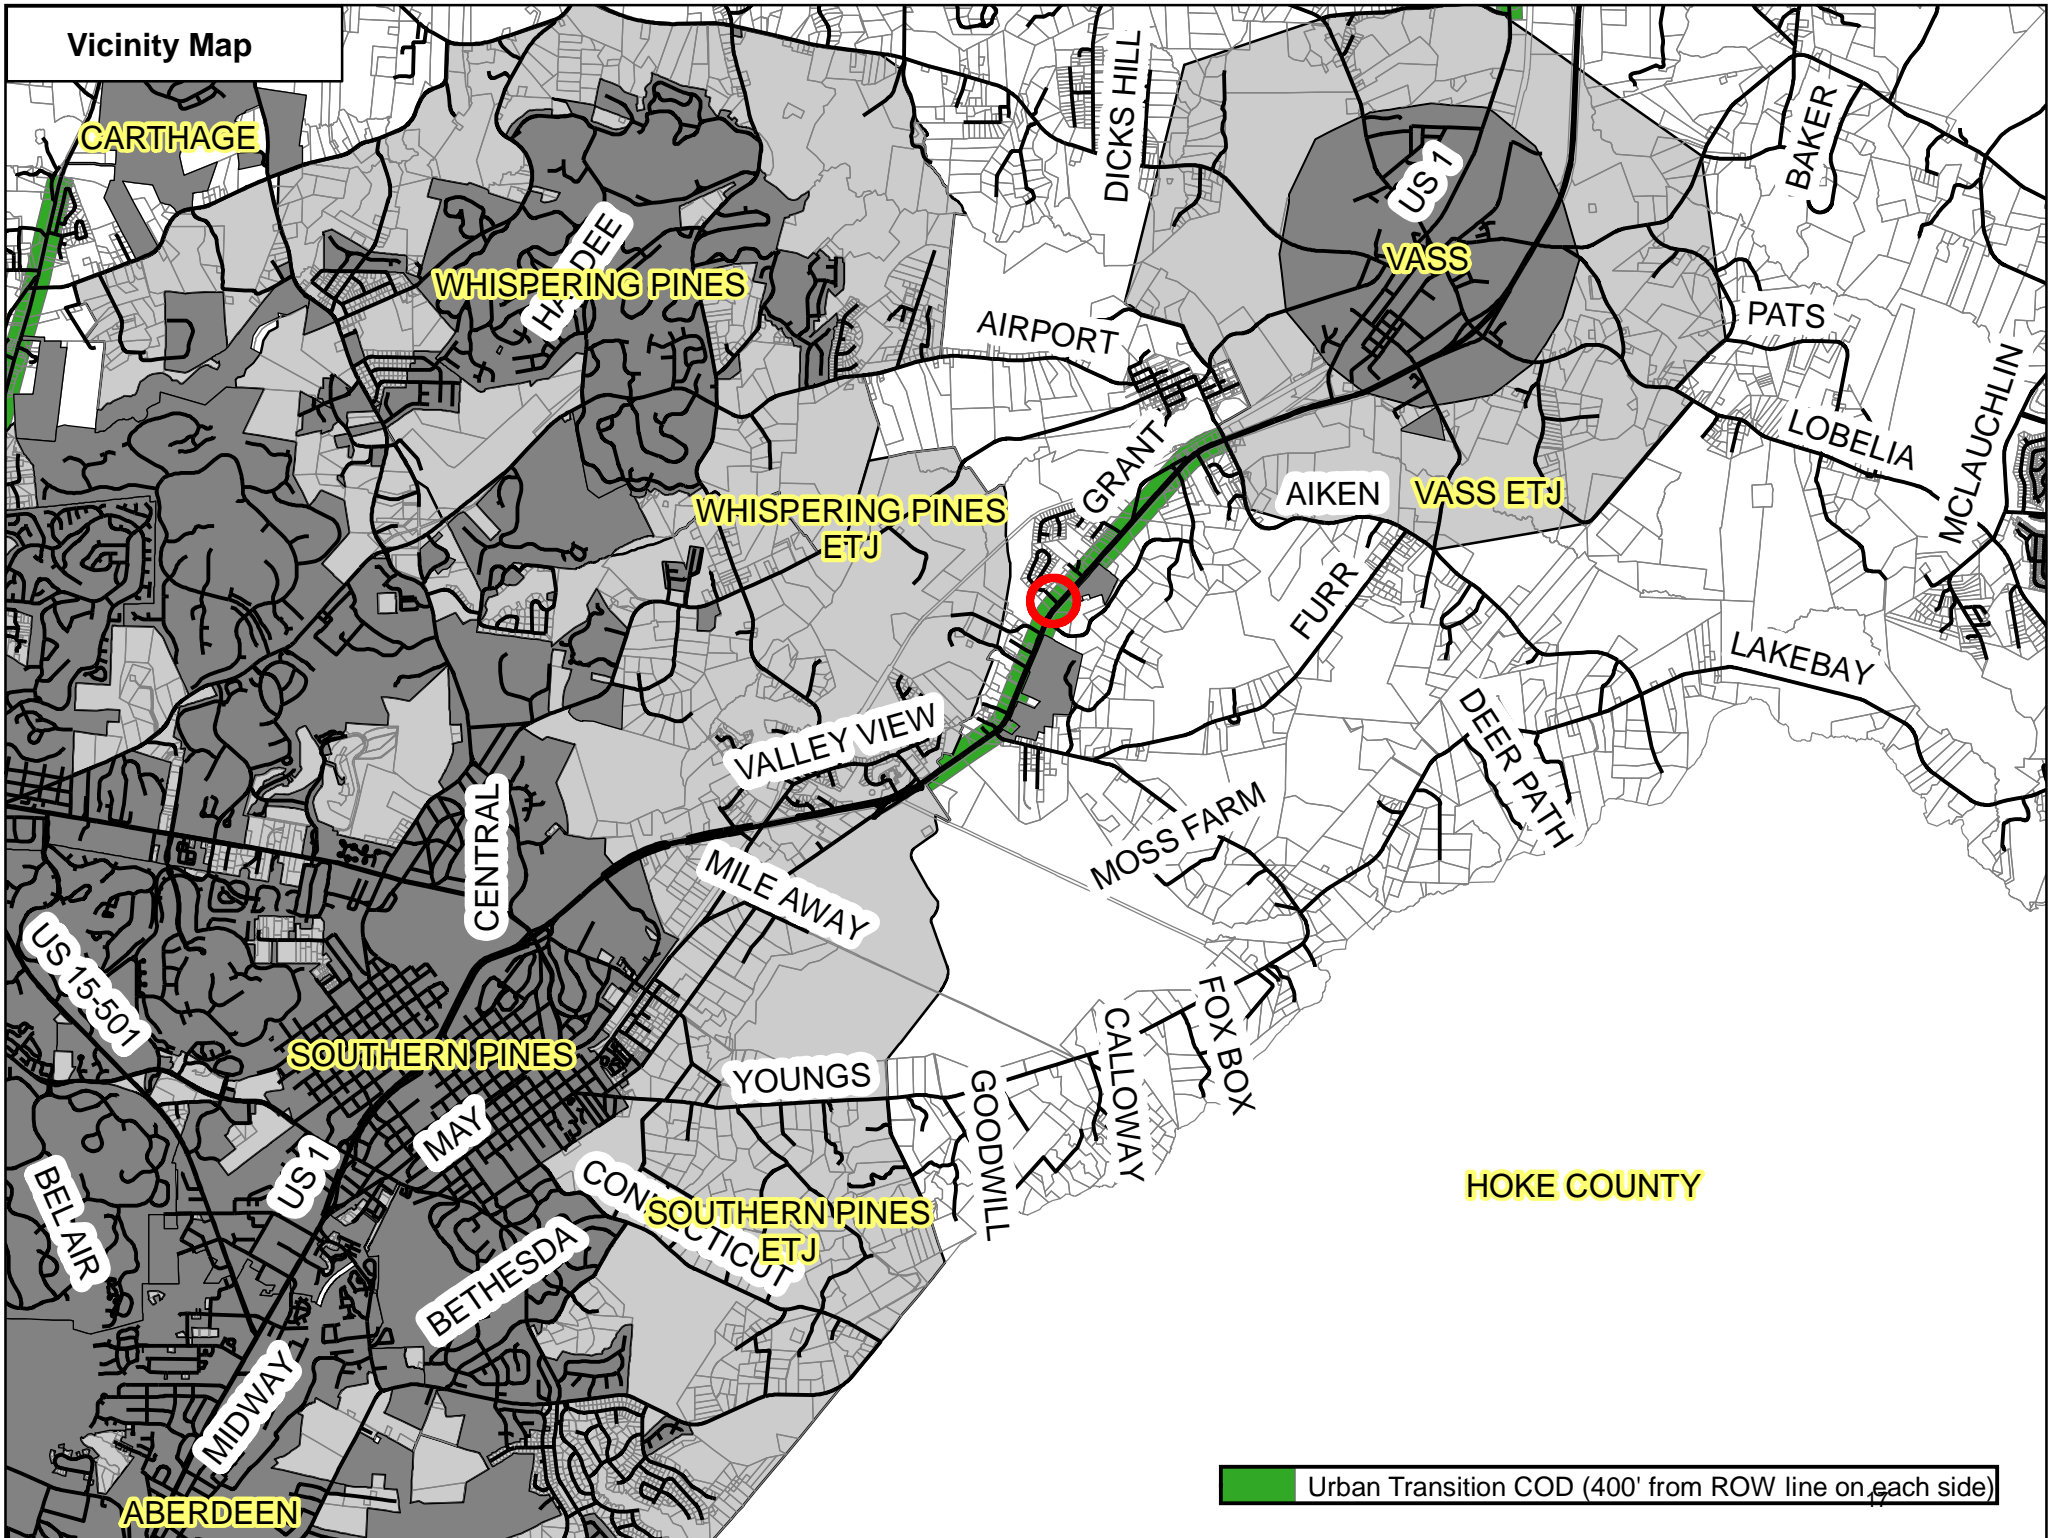 Vicinity Map
CARTHAGE
DICKS HILL
BAKER
US 1
HARDEE
WHISPERING PINES
VASS
PATS
AIRPORT
MCLAUCHLIN
LOBELIA
GRANT
AIKEN
VASS ETJ
WHISPERING PINES
ETJ
FURR
LAKEBAY
VALLEY VIEW
DEER PATH
CENTRAL
MOSS FARM
MILE AWAY
US 15-501
FOX BOX
CALLOWAY
SOUTHERN PINES
YOUNGS
GOODWILL
MAY
US 1
BEL AIR
CONNECTICUT
SOUTHERN PINES
ETJ
HOKE COUNTY
BETHESDA
MIDWAY
ABERDEEN
Urban Transition COD (400' from ROW line on each side)
17